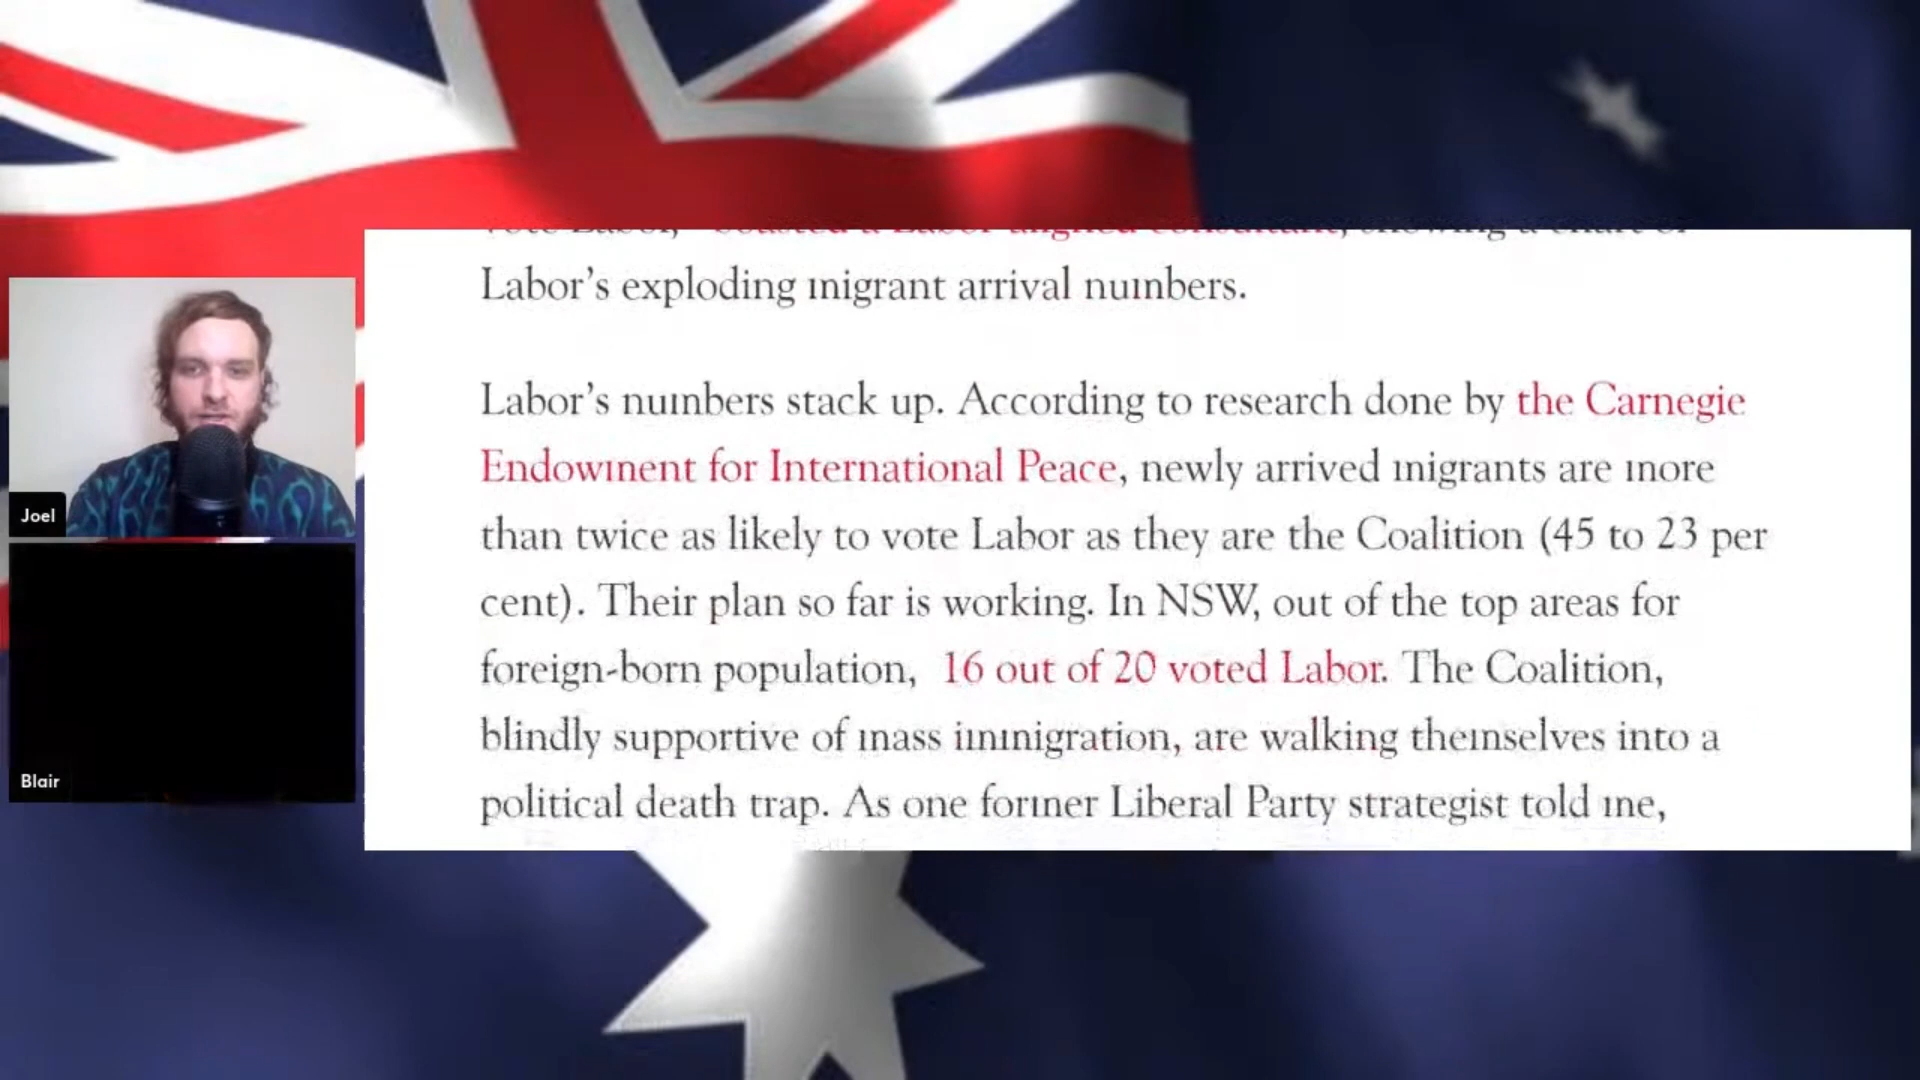 Labor's exploding migrant arrival numbers.
Labor's numbers stack up. According to research done by the Carnegie
Endowment for International Peace, newly arrived migrants are more
than twice as likely to vote Labor as they are the Coalition (45 to 23 per
cent). Their plan so far is working. In NSW, out of the top areas for
foreign-born population, 16 out of 20 voted Labor. The Coalition,
blindly supportive of mass immigration, are walking themselves into a
political death trap. As one former Liberal Party strategist told me,
Joel
Blair